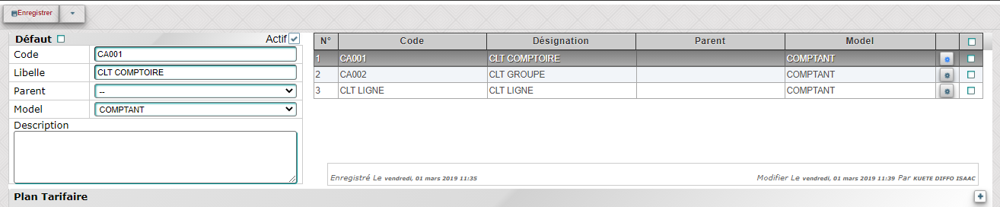 Enregistrer
Défaut Actif
Code CA001
Libelle CLT COMPTOIRE
Parent --
Model COMPTANT
Description
N° Code Désignation Parent Model
1 CA001 CLT COMPTOIRE COMPTANT
2 CA002 CLT GROUPE COMPTANT
3 CLT LIGNE CLT LIGNE COMPTANT
Enregistré Le vendredi, 01 mars 2019 11:35 Modifier Le vendredi, 01 mars 2019 11:39 Par KUETE DIFFO ISAAC
Plan Tarifaire